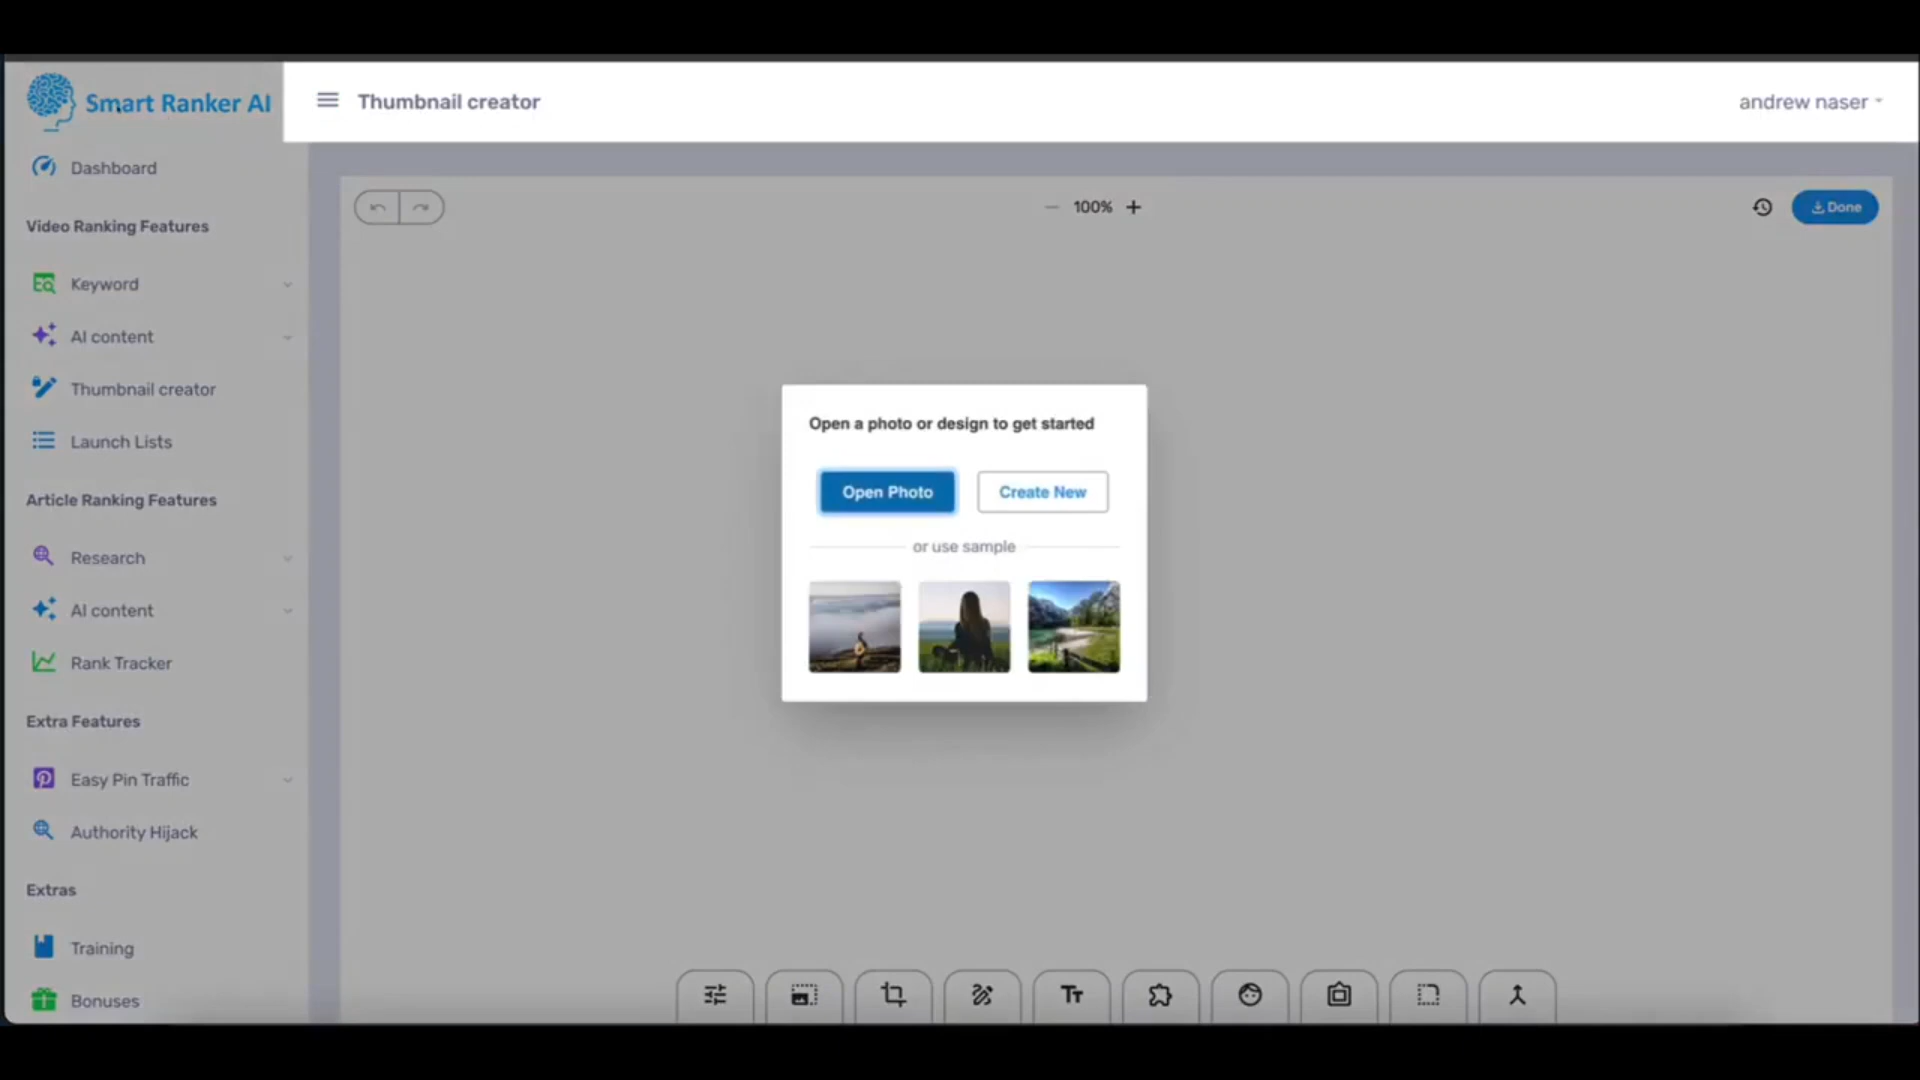 Smart Ranker AI
Thumbnail creator
andrew naser
Dashboard
Video Ranking Features
Keyword
AI content
Thumbnail creator
Launch Lists
Article Ranking Features
Research
AI content
Rank Tracker
Extra Features
Easy Pin Traffic
Authority Hijack
Extras
Training
Bonuses
100%
Done
Open a photo or design to get started
Open Photo
Create New
or use sample